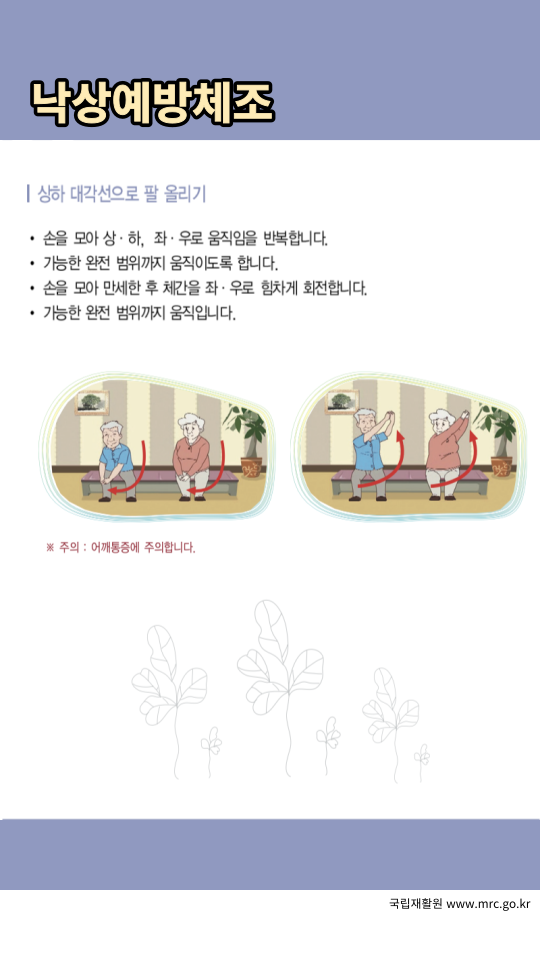 낙상예방체조
상하 대각선으로 팔 올리기
• 손을 모아 상 · 하, 좌 · 우로 움직임을 반복합니다.
• 가능한 완전 범위까지 움직이도록 합니다.
• 손을 모아 만세한 후 체간을 좌 · 우로 힘차게 회전합니다.
• 가능한 완전 범위까지 움직입니다.
※ 주의 : 어깨통증에 주의합니다.
국립재활원 www.mrc.go.kr